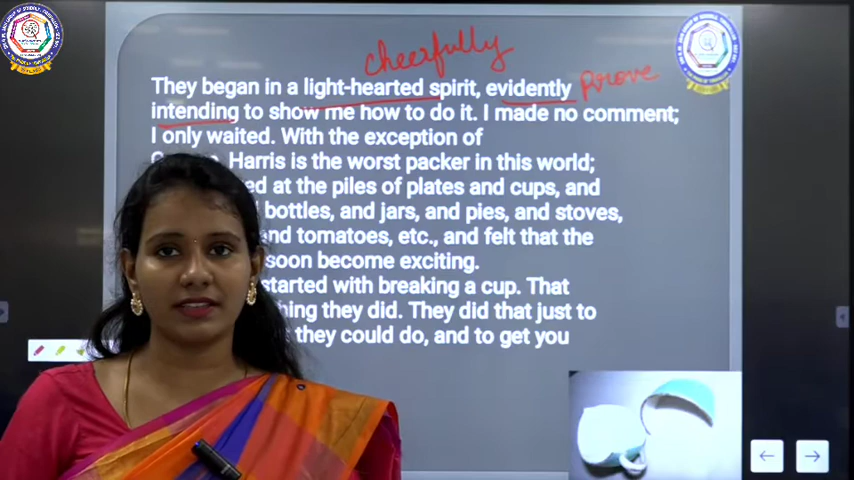 cheerfully
They began in a light-hearted spirit, evidently prove
intending to show me how to do it. I made no comment;
I only waited. With the exception of
Harris is the worst packer in this world;
at the piles of plates and cups, and
bottles, and jars, and pies, and stoves,
tomatoes, etc., and felt that the
soon become exciting.
started with breaking a cup. That
they did. They did that just to
they could do, and to get you